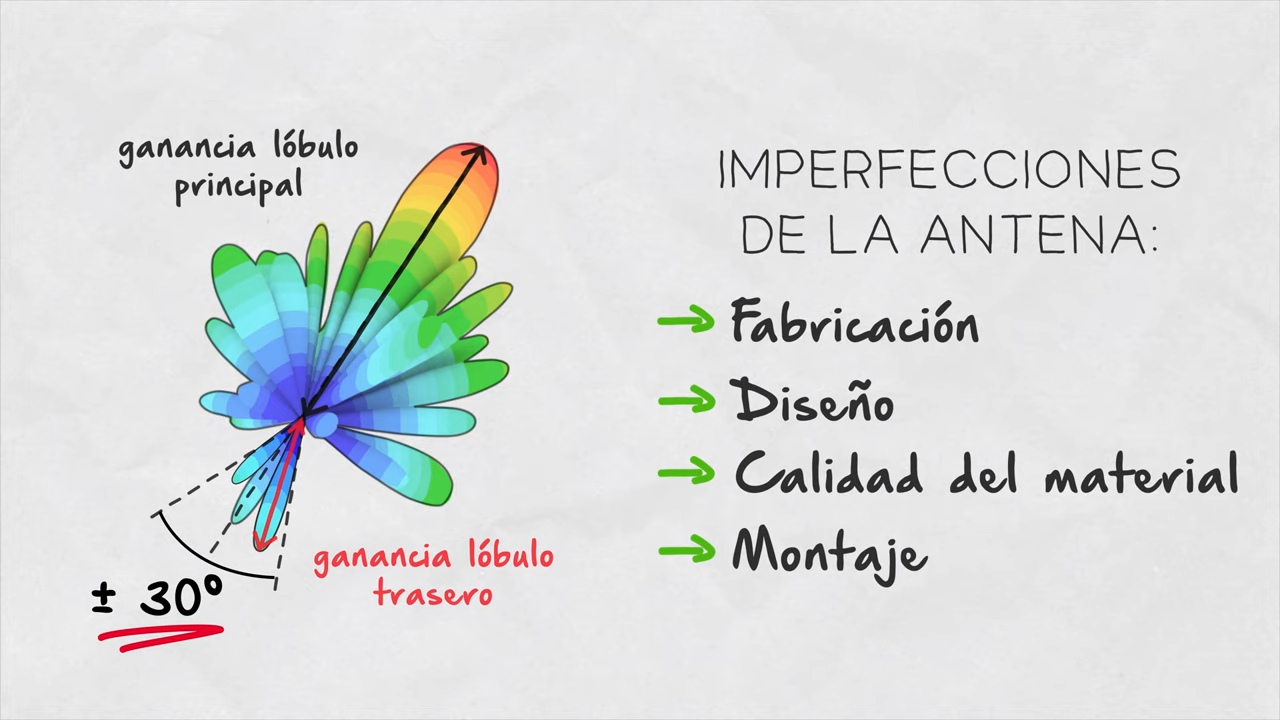 ganancia lóbulo
principal
± 30º
ganancia lóbulo
trasero
IMPERFECCIONES
DE LA ANTENA:
→ Fabricación
→ Diseño
→ Calidad del material
→ Montaje